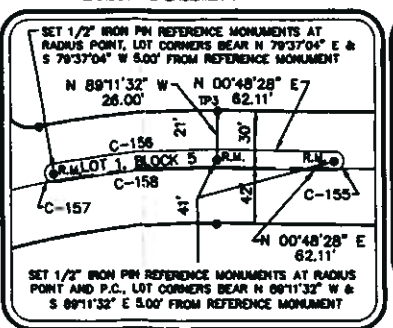 SET 1/2" IRON PIN REFERENCE MONUMENTS AT
RADIUS POINT, LOT CORNERS BEAR N 79'37'04" E &
S 79'37'04" W 5.00' FROM REFERENCE MONUMENT
N 89'11'32" W
26.00'
N 00'48'28" E
62.11'
TP3
C-156
21'
30'
R.M.
LOT 1, BLOCK 5
R.M.
R.M.
C-158
C-157
41'
42'
C-155
N 00'48'28" E
62.11'
SET 1/2" IRON PIN REFERENCE MONUMENTS AT RADIUS
POINT AND P.C., LOT CORNERS BEAR N 89'11'32" W &
S 89'11'32" E 5.00' FROM REFERENCE MONUMENT